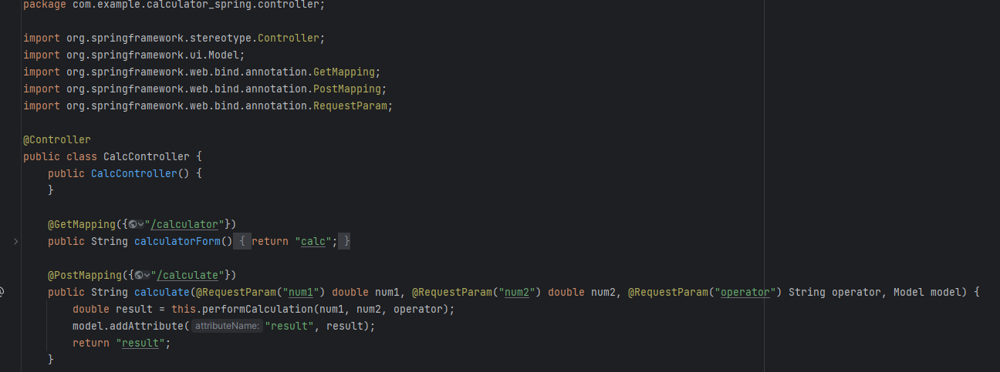 package com.example.calculator_spring.controller;
import org.springframework.stereotype.Controller;
import org.springframework.ui.Model;
import org.springframework.web.bind.annotation.GetMapping;
import org.springframework.web.bind.annotation.PostMapping;
import org.springframework.web.bind.annotation.RequestParam;
@Controller
public class CalcController {
public CalcController() {
}
@GetMapping({"/calculator"})
public String calculatorForm() { return "calc"; }
@PostMapping({"/calculate"})
public String calculate(@RequestParam("num1") double num1, @RequestParam("num2") double num2, @RequestParam("operator") String operator, Model model) {
double result = this.performCalculation(num1, num2, operator);
model.addAttribute( attributeName: "result", result);
return "result";
}